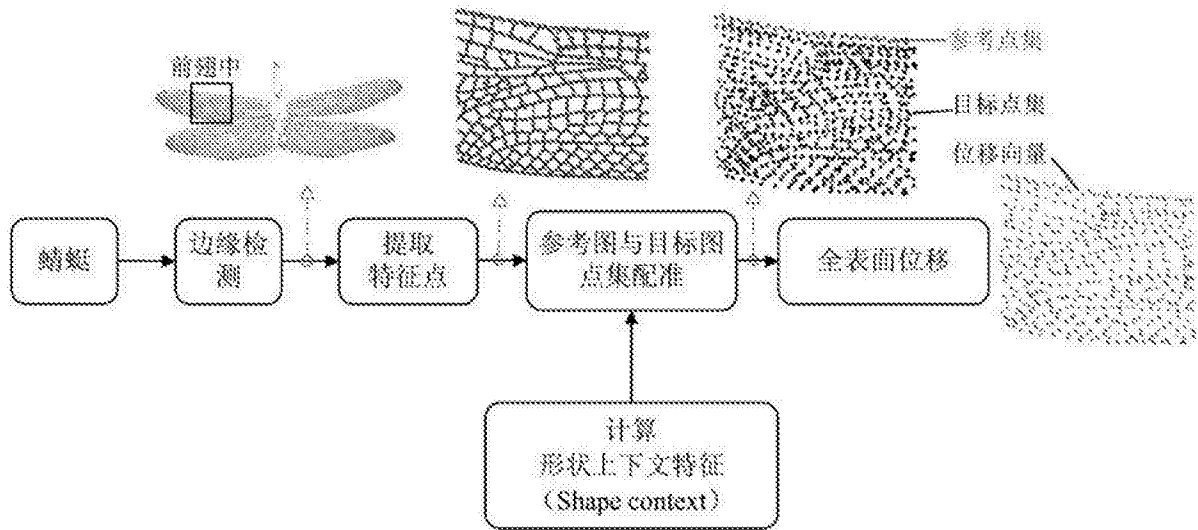 前翅中
参考点集
目标点集
位移向量
蜻蜓
边缘检
测
提取
特征点
参考图与目标图
点集配准
全表面位移
计算
形状上下文特征
（Shape context）